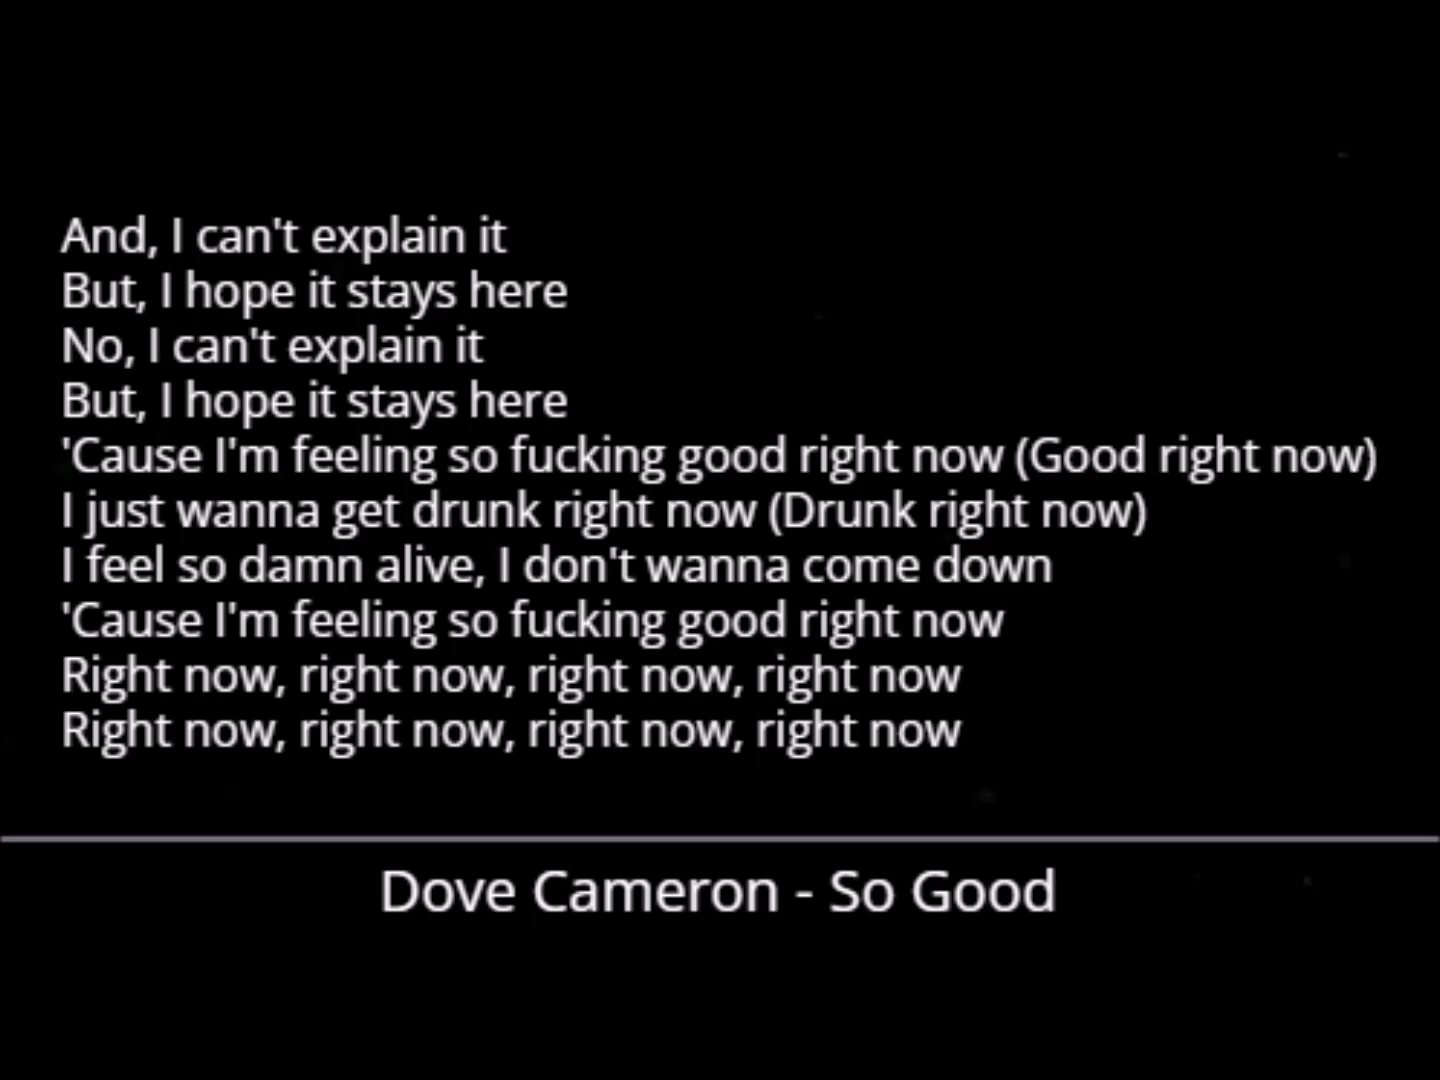 And, I can't explain it
But, I hope it stays here
No, I can't explain it
But, I hope it stays here
'Cause I'm feeling so fucking good right now (Good right now)
I just wanna get drunk right now (Drunk right now)
I feel so damn alive, I don't wanna come down
'Cause I'm feeling so fucking good right now
Right now, right now, right now, right now
Right now, right now, right now, right now
Dove Cameron - So Good